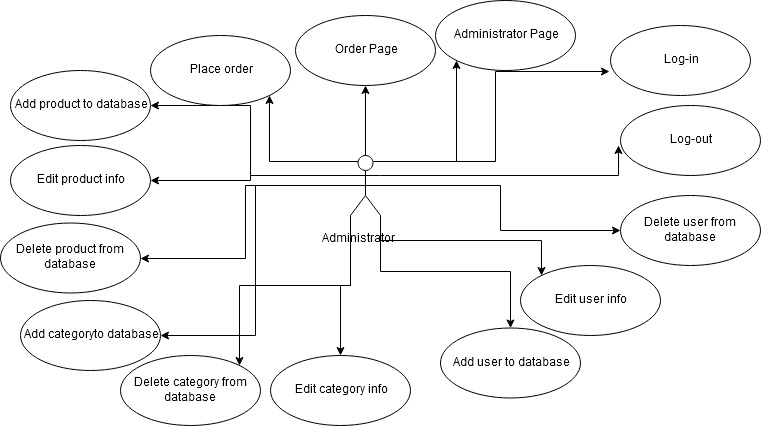 Administrator Page
Order Page
Log-in
Place order
Add product to database
Log-out
Edit product info
Delete user from
database
Administrator
Delete product from
database
Edit user info
Add categoryto database
Add user to database
Delete category from
database
Edit category info